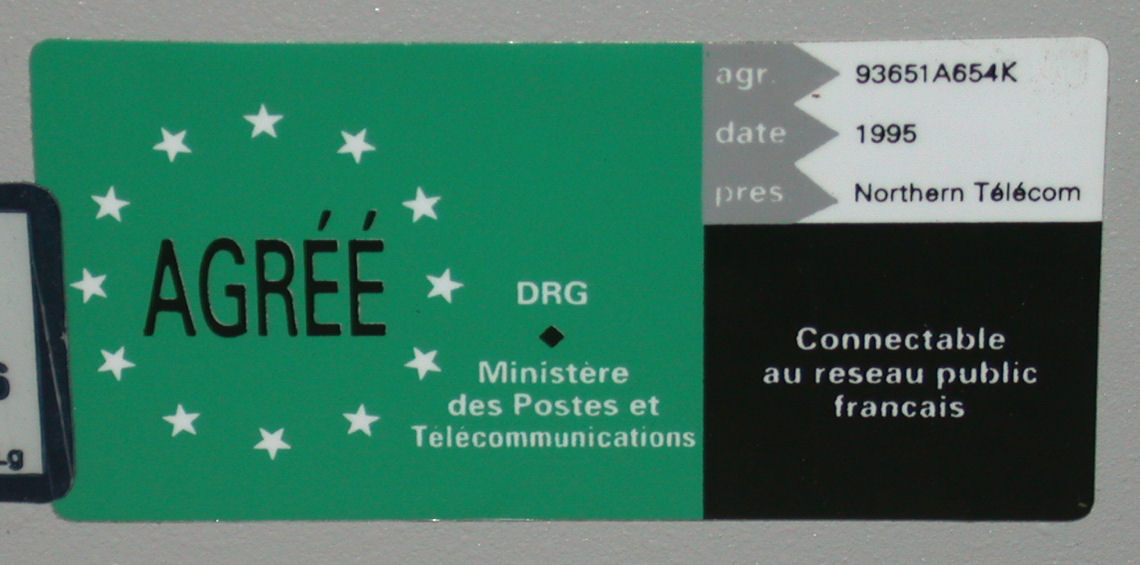 AGRÉÉ
DRG
Ministère
des Postes et
Télécommunications
agr. 93651A654K
date 1995
pres Northern Télécom
Connectable
au reseau public
francais
-g